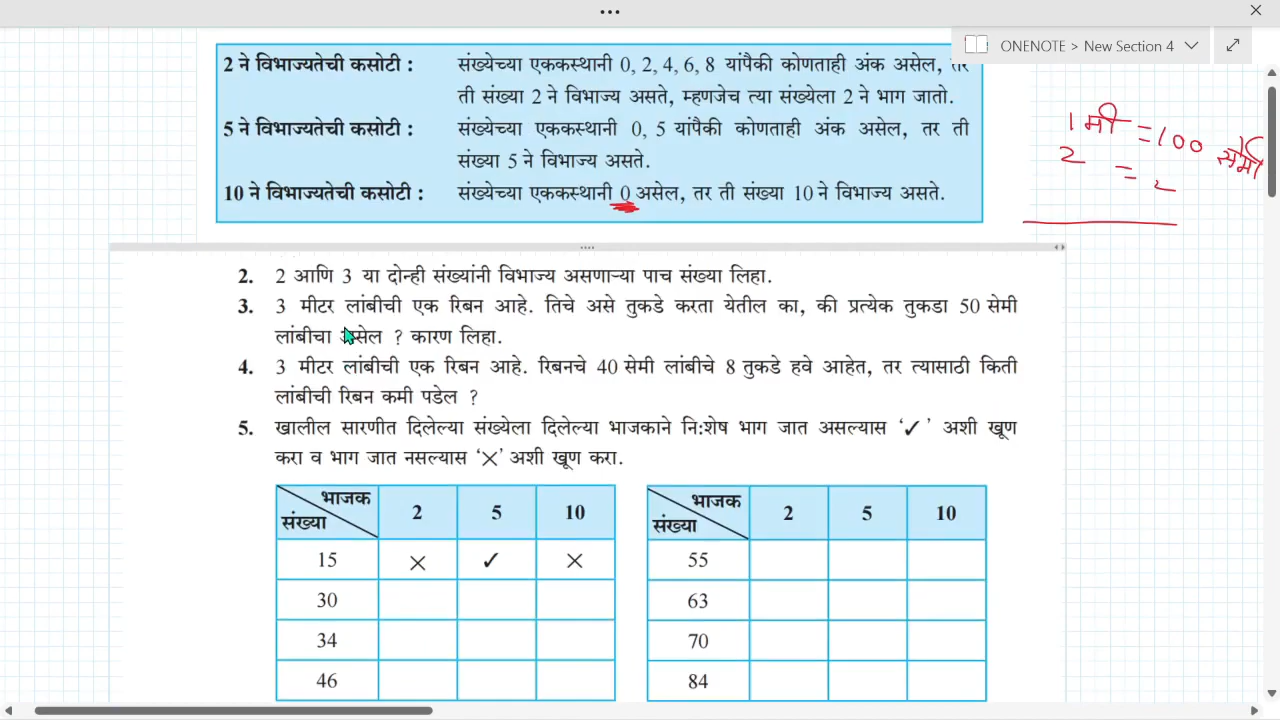 ONENOTE > New Section 4
2 ने विभाज्यतेची कसोटी : संख्येच्या एककस्थानी 0, 2, 4, 6, 8 यांपैकी कोणताही अंक असेल, तर
ती संख्या 2 ने विभाज्य असते, म्हणजेच त्या संख्येला 2 ने भाग जातो.
5 ने विभाज्यतेची कसोटी : संख्येच्या एककस्थानी 0, 5 यांपैकी कोणताही अंक असेल, तर ती
संख्या 5 ने विभाज्य असते.
10 ने विभाज्यतेची कसोटी : संख्येच्या एककस्थानी 0 असेल, तर ती संख्या 10 ने विभाज्य असते.
1 मी = 100 सेमी
2 =
2. 2 आणि 3 या दोन्ही संख्यांनी विभाज्य असणाऱ्या पाच संख्या लिहा.
3. 3 मीटर लांबीची एक रिबन आहे. तिचे असे तुकडे करता येतील का, की प्रत्येक तुकडा 50 सेमी
लांबीचा असेल ? कारण लिहा.
4. 3 मीटर लांबीची एक रिबन आहे. रिबनचे 40 सेमी लांबीचे 8 तुकडे हवे आहेत, तर त्यासाठी किती
लांबीची रिबन कमी पडेल ?
5. खालील सारणीत दिलेल्या संख्येला दिलेल्या भाजकाने नि:शेष भाग जात असल्यास ‘✓’ अशी खूण
करा व भाग जात नसल्यास ‘×’ अशी खूण करा.
भाजक संख्या 2 5 10
15 × ✓ ×
30
34
46
भाजक संख्या 2 5 10
55
63
70
84